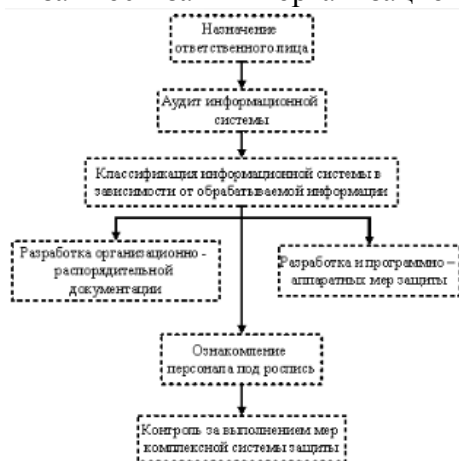 Назначение
ответственного лица
Аудит информационной
системы
Классификация информационной системы в
зависимости от обрабатываемой информации
Разработка организационно -
распорядительной
документации
Разработка и программно –
аппаратных мер защиты
Ознакомление
персонала под роспись
Контроль за выполнением мер
комплексной системы защиты